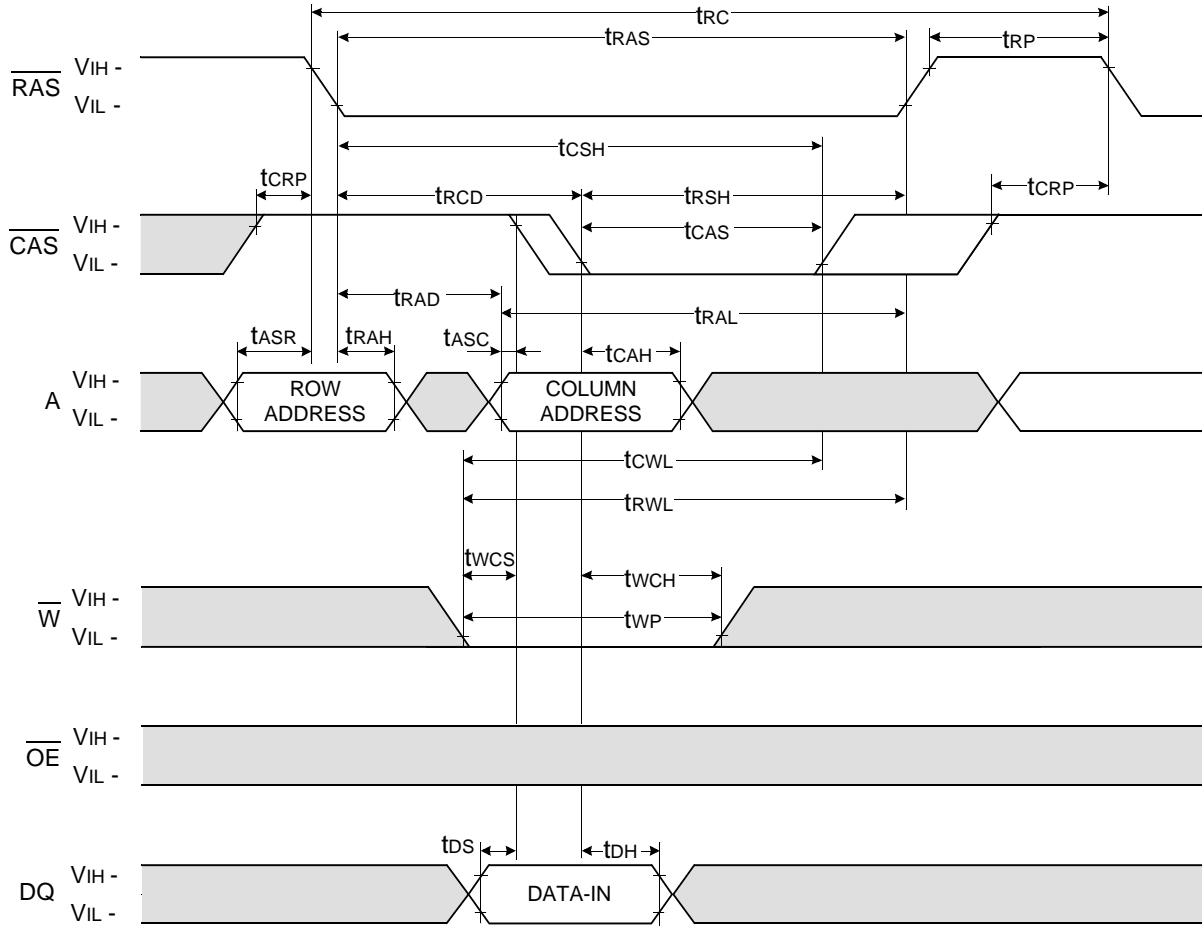 tRC
tRAS
tRP
RAS
VIH -
VIL -
tCSH
tCRP
tRCD
tRSH
tCRP
CAS
VIH -
VIL -
tCAS
tRAD
tRAL
tASR
tRAH
tASC
tCAH
A
VIH -
VIL -
ROW
ADDRESS
COLUMN
ADDRESS
tCWL
tRWL
tWCS
tWCH
W
VIH -
VIL -
tWP
OE
VIH -
VIL -
tDS
tDH
DQ
VIH -
VIL -
DATA-IN